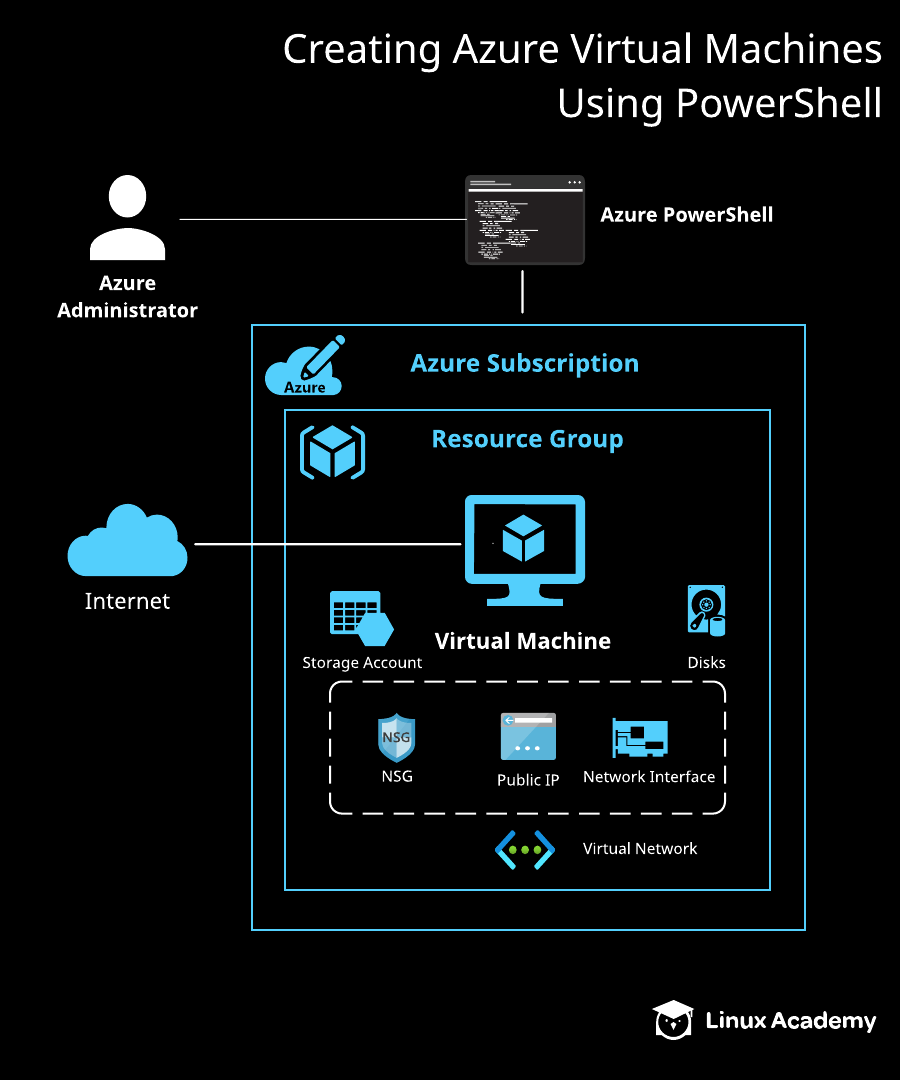 Creating Azure Virtual Machines
Using PowerShell
Azure PowerShell
Azure
Administrator
Azure Subscription
Azure
Resource Group
Internet
Virtual Machine
Storage Account
Disks
NSG
NSG
Public IP
Network Interface
Virtual Network
Linux Academy